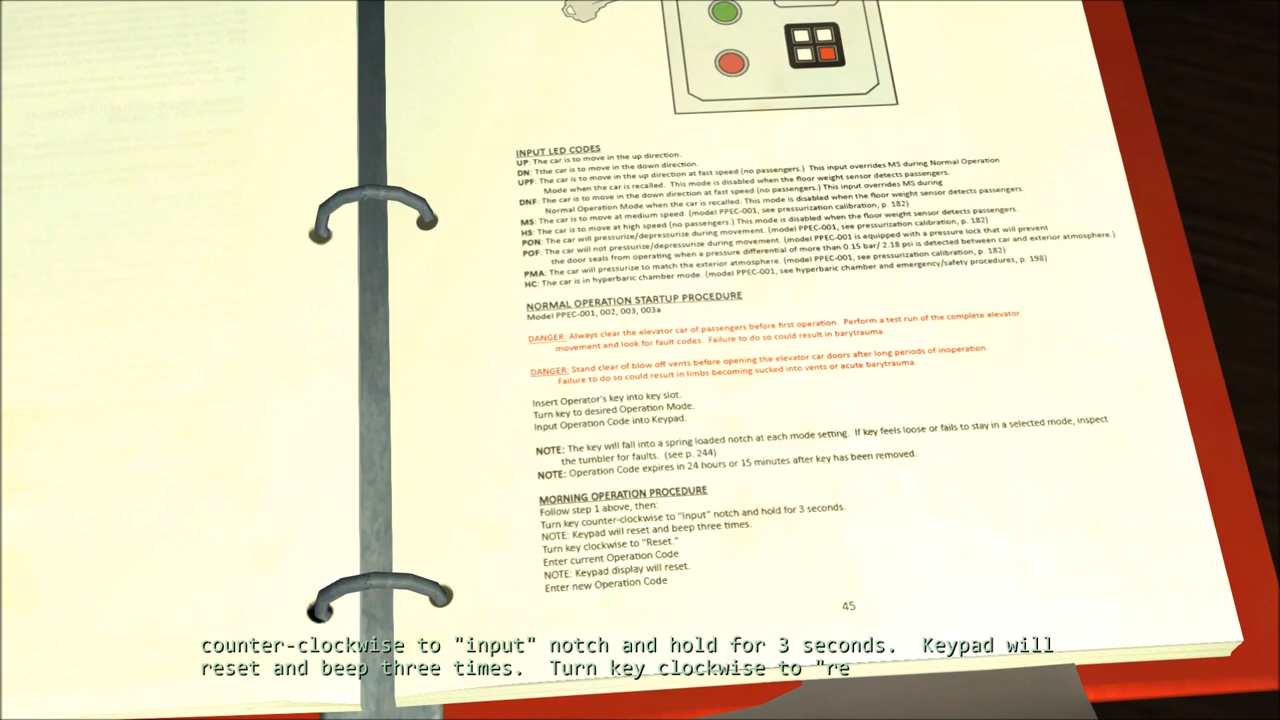 INPUT LED CODES
UP: The car is to move in the up direction.
DN: Tthe car is to move in the down direction.
UPF: The car is to move in the up direction at fast speed (no passengers.)  This input overrides MS during Normal Operation
Mode when the car is recalled.  This mode is disabled when the floor weight sensor detects passengers.
DNF: The car is to move in the down direction at fast speed (no passengers.) This input overrides MS during
Normal Operation Mode when the car is recalled. This mode is disabled when the floor weight sensor detects passengers.
MS: The car is to move at medium speed. (model PPEC-001, see pressurization calibration, p. 182)
HS: The car is to move at high speed (no passengers.) This mode is disabled when the floor weight sensor detects passengers.
PON: The car will pressurize/depressurize during movement. (model PPEC-001, see pressurization calibration, p. 182)
POF: The car will not pressurize/depressurize during movement. (model PPEC-001 is equipped with a pressure lock that will prevent
the door seals from operating when a pressure differential of more than 0.15 bar/ 2.18 psi is detected between car and exterior atmosphere.)
PMA: The car will pressurize to match the exterior atmosphere. (model PPEC-001, see pressurization calibration, p. 182)
HC: The car is in hyperbaric chamber mode. (model PPEC-001, see hyperbaric chamber and emergency/safety procedures, p. 198)
NORMAL OPERATION STARTUP PROCEDURE
Model PPEC-001, 002, 003, 003a
DANGER: Always clear the elevator car of passengers before first operation.  Perform a test run of the complete elevator
movement and look for fault codes.  Failure to do so could result in barytrauma.
DANGER: Stand clear of blow off vents before opening the elevator car doors after long periods of inoperation.
Failure to do so could result in limbs becoming sucked into vents or acute barytrauma.
Insert Operator's key into key slot.
Turn key to desired Operation Mode.
Input Operation Code into Keypad.
NOTE: The key will fall into a spring loaded notch at each mode setting.  If key feels loose or fails to stay in a selected mode, inspect
the tumbler for faults.  (see p. 244)
NOTE: Operation Code expires in 24 hours or 15 minutes after key has been removed.
MORNING OPERATION PROCEDURE
Follow step 1 above, then:
Turn key counter-clockwise to "Input" notch and hold for 3 seconds.
NOTE: Keypad will reset and beep three times.
Turn key clockwise to "Reset."
Enter current Operation Code
NOTE: Keypad display will reset.
Enter new Operation Code
45
counter-clockwise to "input" notch and hold for 3 seconds.  Keypad will
reset and beep three times.  Turn key clockwise to "re